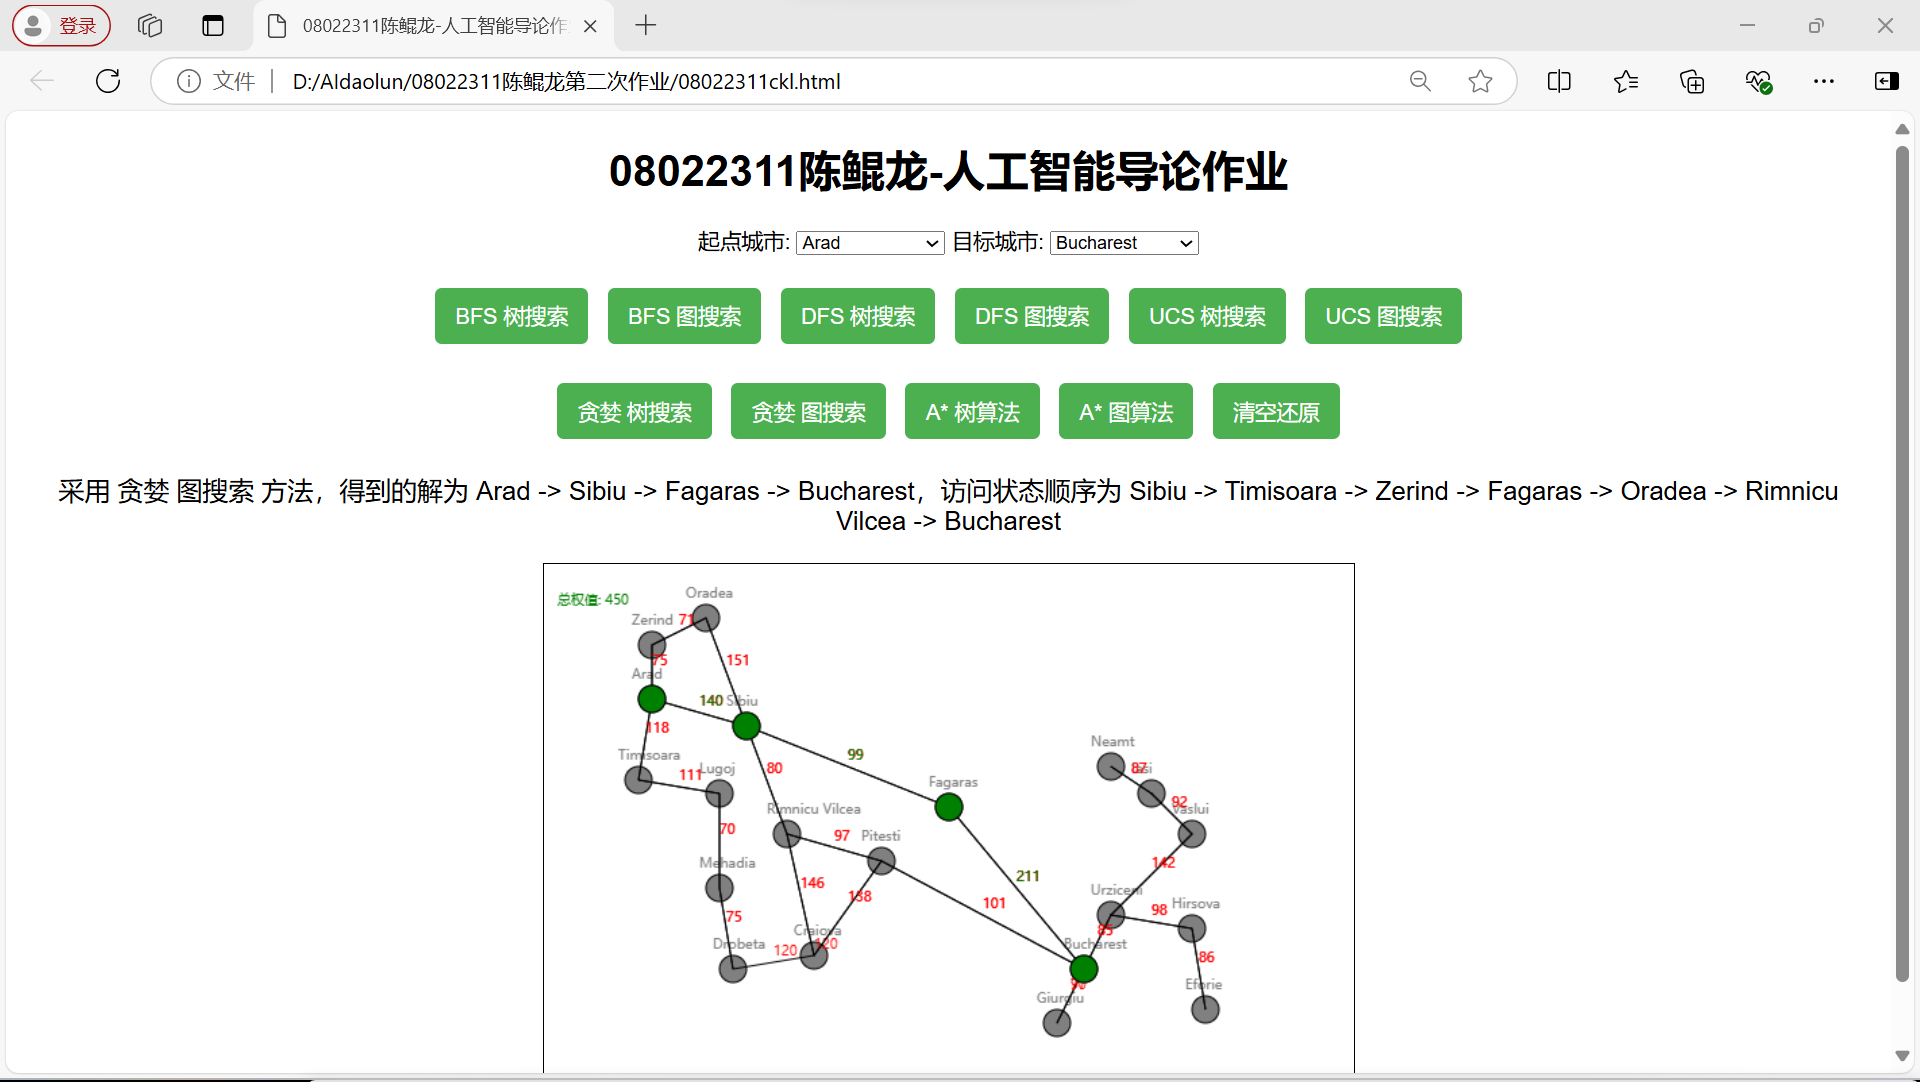 登录
08022311陈鲲龙-人工智能导论作
文件
D:/AIdaolun/08022311陈鲲龙第二次作业/08022311ckl.html
08022311陈鲲龙-人工智能导论作业
起点城市: Arad 目标城市: Bucharest
BFS 树搜索 BFS 图搜索 DFS 树搜索 DFS 图搜索 UCS 树搜索 UCS 图搜索
贪婪 树搜索 贪婪 图搜索 A* 树算法 A* 图算法 清空还原
采用 贪婪 图搜索 方法，得到的解为 Arad -> Sibiu -> Fagaras -> Bucharest，访问状态顺序为 Sibiu -> Timisoara -> Zerind -> Fagaras -> Oradea -> Rimnicu
Vilcea -> Bucharest
总权值: 450
Oradea
Zerind 71
75
151
Arad
140 Sibiu
118
Timisoara
99
Neamt
111 Lugoj
80
87
Fagaras
92
Rimnicu Vilcea
Vaslui
70
97 Pitesti
Mehadia
142
146
211
138
Urziceni
101
Hirsova
75
98
Craiova
85
Drobeta
120
120
Bucharest
86
Eforie
Giurgiu